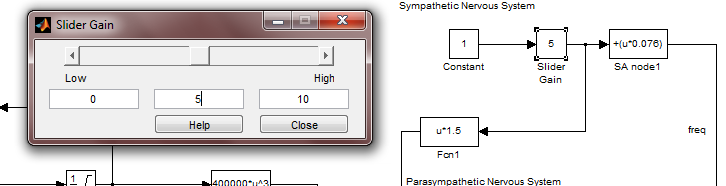 Sympathetic Nervous System
Slider Gain
Low
High
0
5
10
Help
Close
1
Constant
5
Slider
Gain
+(u*0.076)
SA node1
u*1.5
Fcn1
freq
1
400000*u^3
Parasympathetic Nervous System